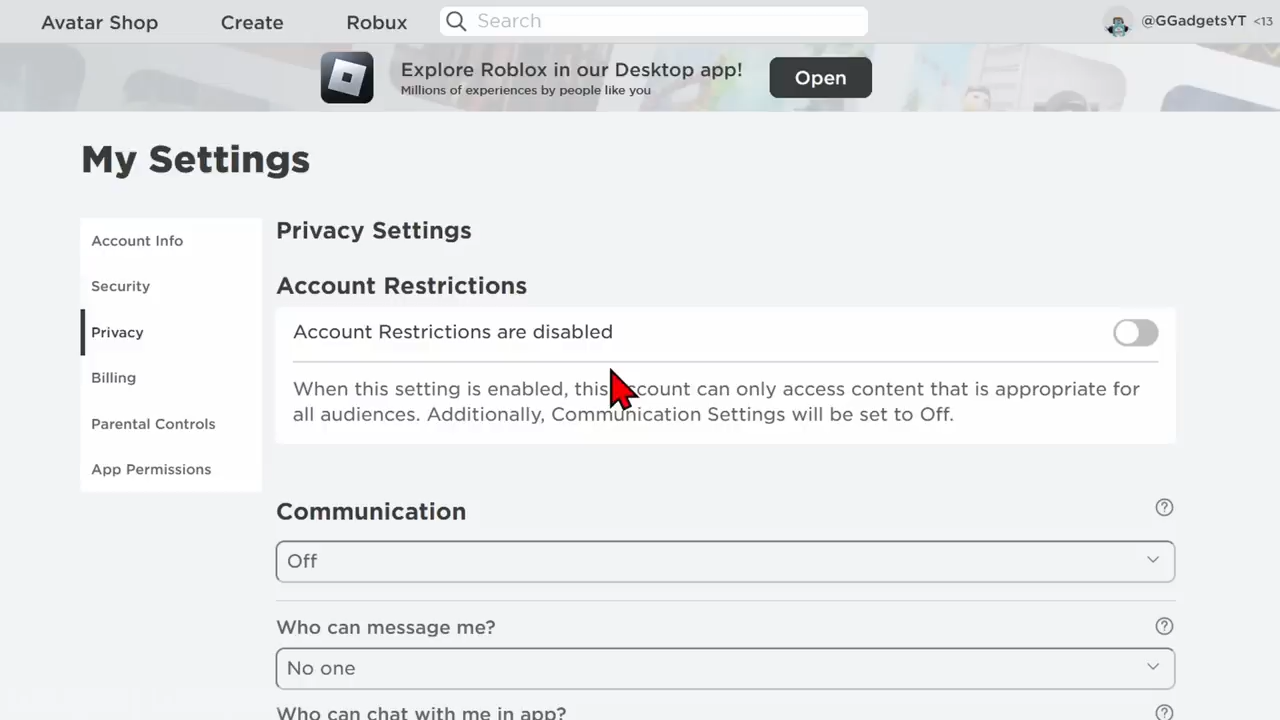 Avatar Shop
Create
Robux
Search
@GGadgetsYT <13
Explore Roblox in our Desktop app!
Millions of experiences by people like you
Open
My Settings
Account Info
Security
Privacy
Billing
Parental Controls
App Permissions
Privacy Settings
Account Restrictions
Account Restrictions are disabled
When this setting is enabled, this account can only access content that is appropriate for
all audiences. Additionally, Communication Settings will be set to Off.
Communication
Off
Who can message me?
No one
Who can chat with me in app?